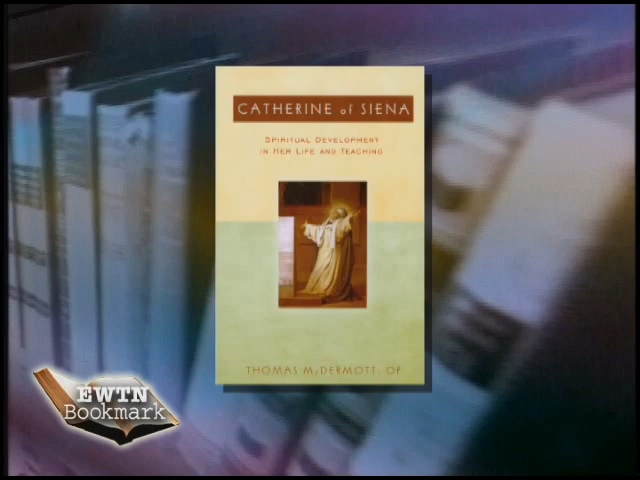 CATHERINE of SIENA
SPIRITUAL DEVELOPMENT
IN HER LIFE AND TEACHING
THOMAS McDERMOTT, OP
EWTN
Bookmark